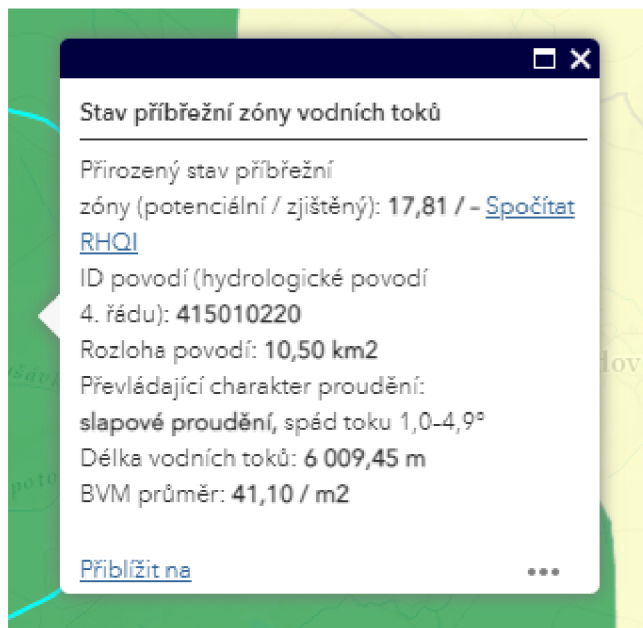 Stav příbřežní zóny vodních toků
Přirozený stav příbřežní
zóny (potenciální / zjištěný): 17,81 / – Spočítat
RHQI
ID povodí (hydrologické povodí
4. řádu): 415010220
Rozloha povodí: 10,50 km2
Převládající charakter proudění:
slapové proudění, spád toku 1,0-4,9°
Délka vodních toků: 6 009,45 m
BVM průměr: 41,10 / m2
Přiblížit na